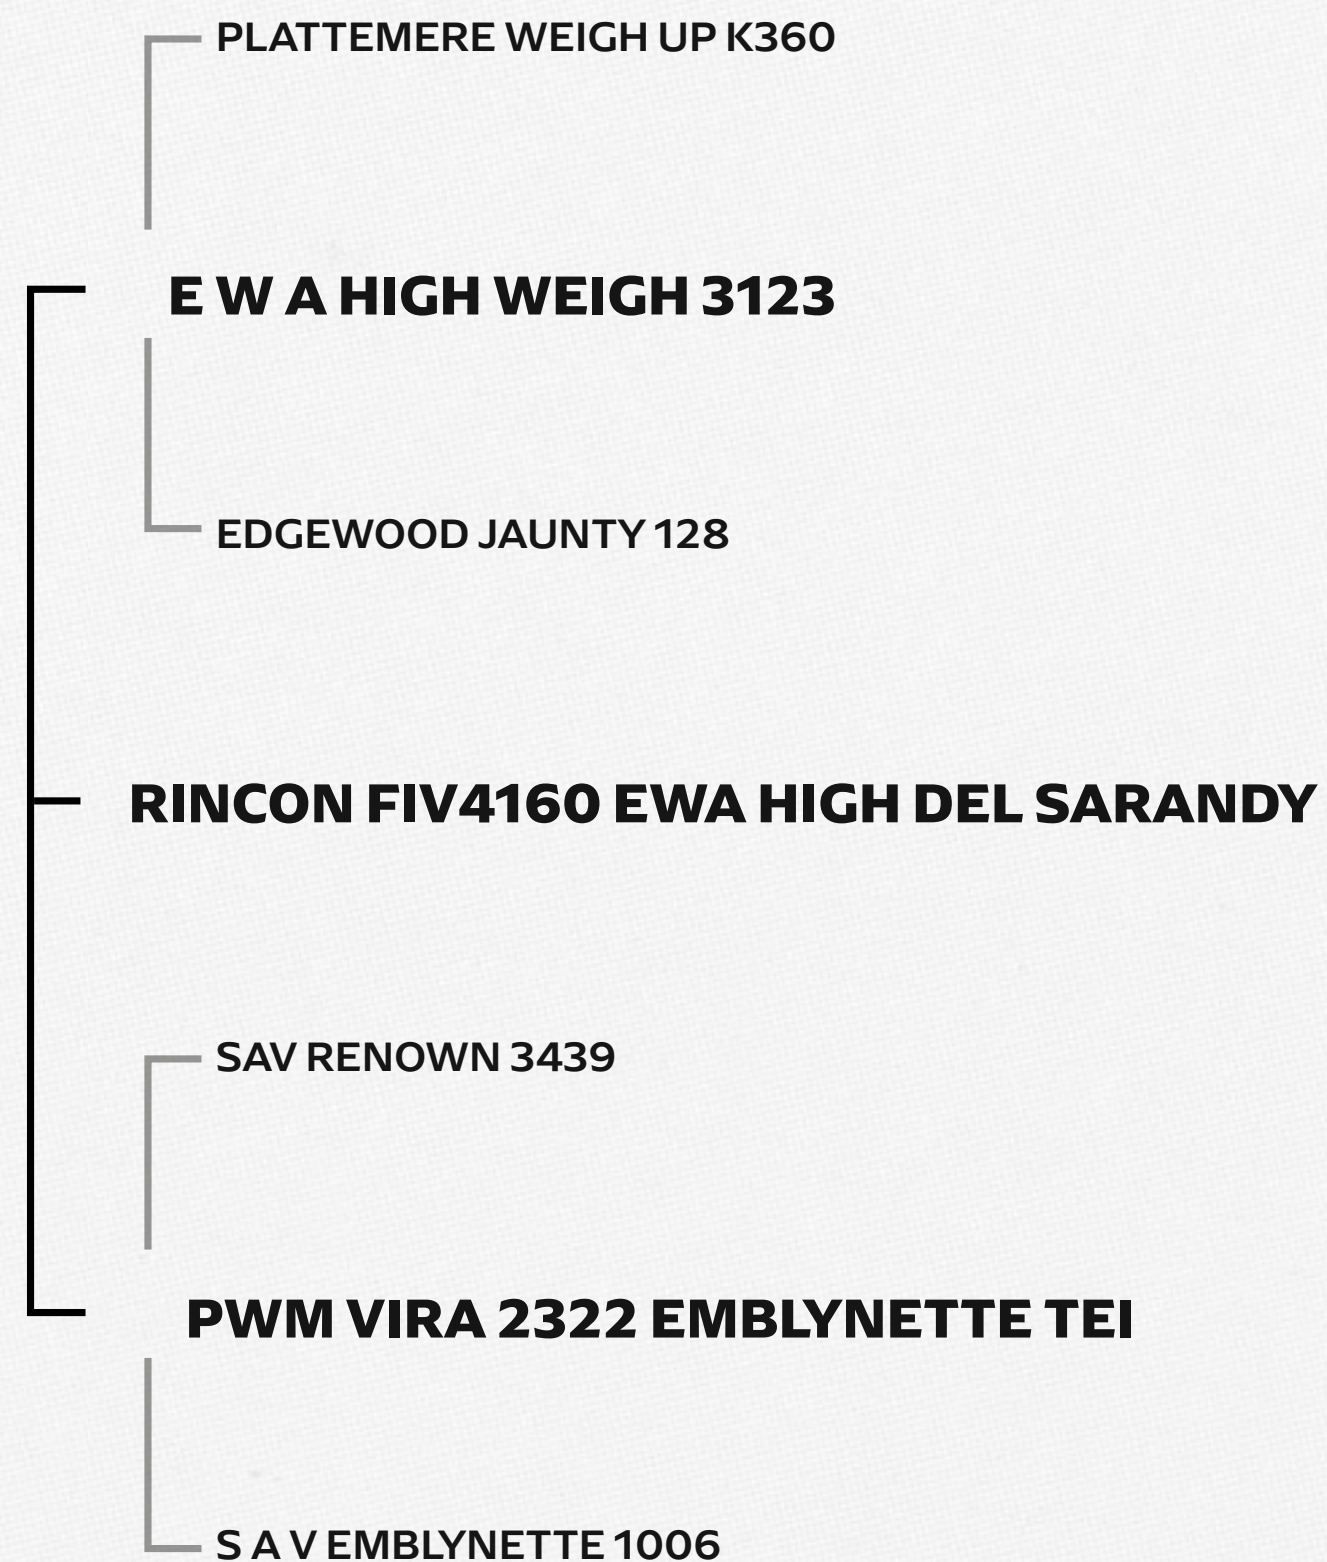 PLATTEMERE WEIGH UP K360
E W A HIGH WEIGH 3123
EDGEWOOD JAUNTY 128
RINCON FIV4160 EWA HIGH DEL SARANDY
SAV RENOWN 3439
PWM VIRA 2322 EMBLYNETTE TEI
S A V EMBLYNETTE 1006